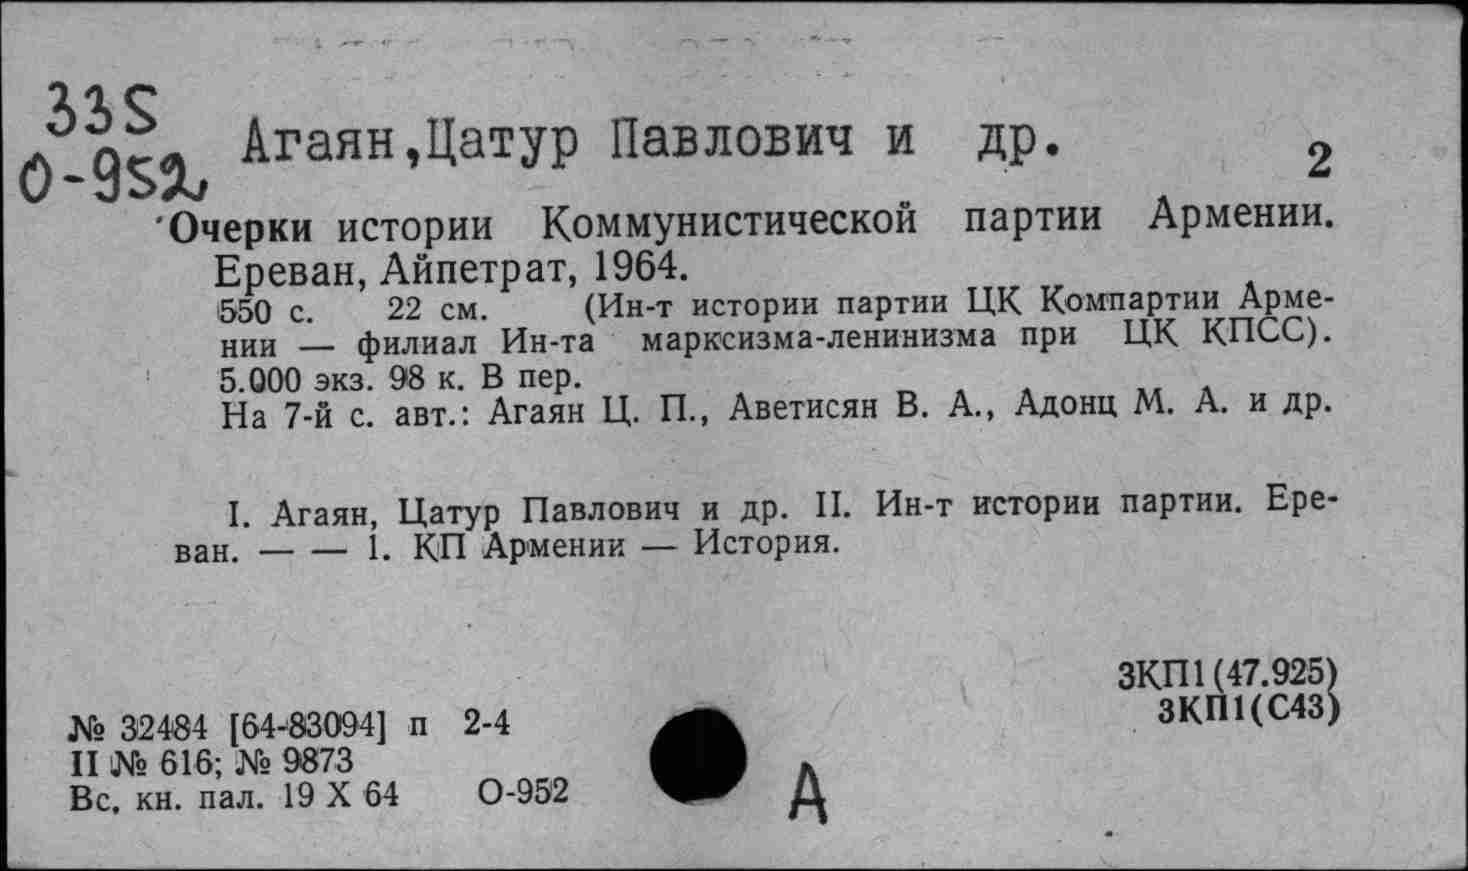 33S
Агаян,Цатур Павлович и др. 2
О-952
Очерки истории Коммунистической партии Армении.
Ереван, Айпетрат, 1964.
550 с. 22 см. (Ин-т истории партии ЦК Компартии Арме-
нии — филиал Ин-та марксизма-ленинизма при ЦК КПСС).
5.000 экз. 98 к. В пер.
На 7-й с. авт.: Агаян Ц. П., Аветисян В. А., Адонц М. А. и др.
I. Агаян, Цатур Павлович и др. II. Ин-т истории партии. Ере-
ван. — — 1. КП Армении — История.
3КП1(47.925)
3КП1(С43)
№ 32484 [64-83094] п 2-4
II № 616; № 9873
Вс. кн. пал. 19 X 64 О-952
А